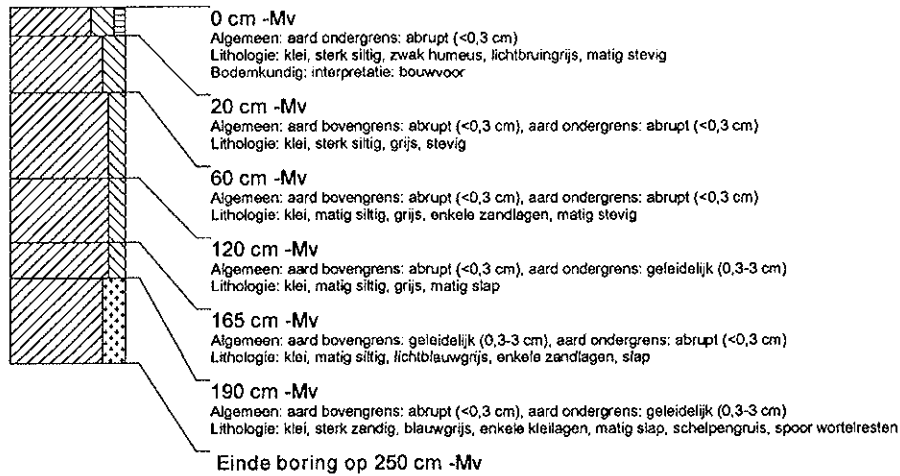 0 cm -Mv
Algemeen: aard ondergrens: abrupt (<0,3 cm)
Lithologie: klei, sterk siltig, zwak humeus, lichtbruingrijs, matig stevig
Bodemkundig: interpretatie: bouwvoor
20 cm -Mv
Algemeen: aard bovengrens: abrupt (<0,3 cm), aard ondergrens: abrupt (<0,3 cm)
Lithologie: klei, sterk siltig, grijs, stevig
60 cm -Mv
Algemeen: aard bovengrens: abrupt (<0,3 cm), aard ondergrens: abrupt (<0,3 cm)
Lithologie: klei, matig siltig, grijs, enkele zandlagen, matig stevig
120 cm -Mv
Algemeen: aard bovengrens: abrupt (<0,3 cm), aard ondergrens: geleidelijk (0,3-3 cm)
Lithologie: klei, matig siltig, grijs, matig slap
165 cm -Mv
Algemeen: aard bovengrens: geleidelijk (0,3-3 cm), aard ondergrens: abrupt (<0,3 cm)
Lithologie: klei, matig siltig, lichtblauwgrijs, enkele zandlagen, slap
190 cm -Mv
Algemeen: aard bovengrens: abrupt (<0,3 cm), aard ondergrens: geleidelijk (0,3-3 cm)
Lithologie: klei, sterk zandig, blauwgrijs, enkele kleilagen, matig slap, schelpengruis, spoor wortelresten
Einde boring op 250 cm -Mv